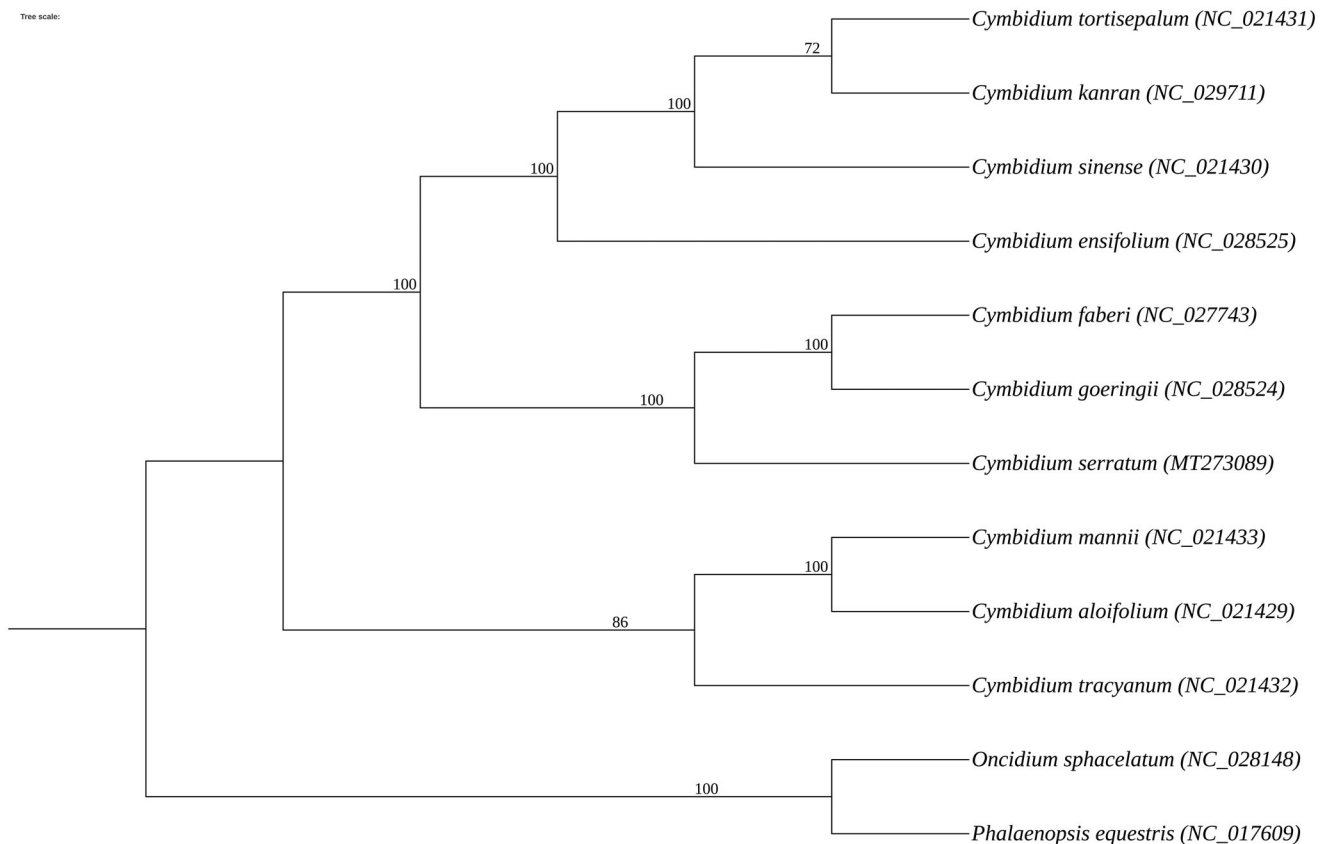 Tree scale:
Cymbidium tortisepalum (NC_021431)
72
Cymbidium kanran (NC_029711)
100
Cymbidium sinense (NC_021430)
100
Cymbidium ensifolium (NC_028525)
100
Cymbidium faberi (NC_027743)
100
Cymbidium goeringii (NC_028524)
100
Cymbidium serratum (MT273089)
Cymbidium mannii (NC_021433)
100
Cymbidium aloifolium (NC_021429)
86
Cymbidium tracyanum (NC_021432)
Oncidium sphacelatum (NC_028148)
100
Phalaenopsis equestris (NC_017609)